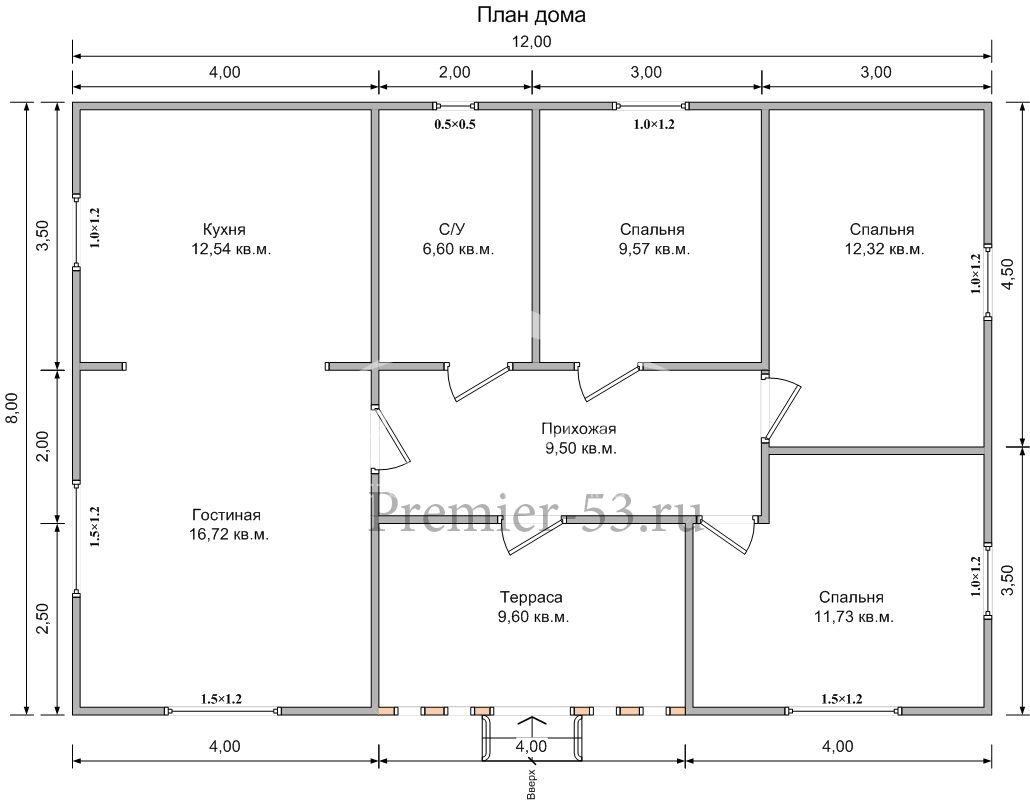 План дома
12,00
4,00
2,00
3,00
3,00
0.5×0.5
1.0×1.2
3,50
1.0×1.2
Кухня
12,54 кв.м.
С/У
6,60 кв.м.
Спальня
9,57 кв.м.
Спальня
12,32 кв.м.
1.0×1.2
4,50
8,00
2,00
Прихожая
9,50 кв.м.
Premier-53.ru
1.5×1.2
Гостиная
16,72 кв.м.
2,50
Терраса
9,60 кв.м.
Спальня
11,73 кв.м.
1.0×1.2
3,50
1.5×1.2
1.5×1.2
4,00
4,00
4,00
Вверх